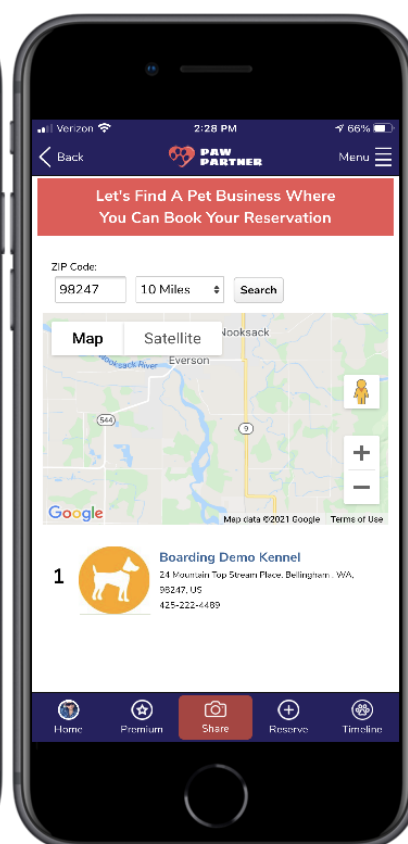 Verizon 2:28 PM 66%
Back PAW PARTNER Menu
Let's Find A Pet Business Where
You Can Book Your Reservation
ZIP Code:
98247 10 Miles Search
Map Satellite Nooksack
Everson
Nooksack River
544
9
+
−
Google Map data ©2021 Google Terms of Use
Boarding Demo Kennel
1 24 Mountain Top Stream Place, Bellingham , WA,
98247, US
425-222-4489
Home Premium Share Reserve Timeline